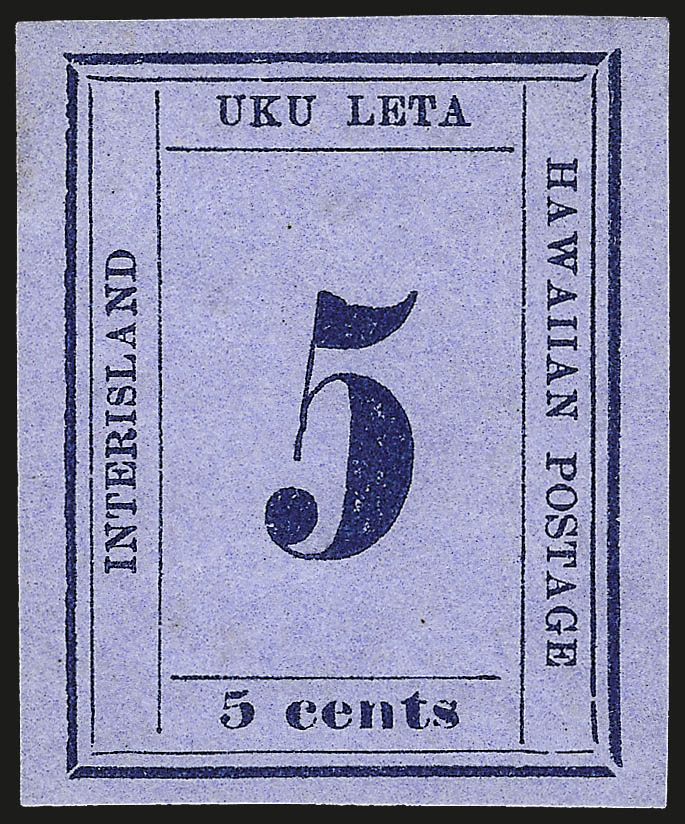 UKU LETA
INTERISLAND
5
HAWAIIAN POSTAGE
5 cents